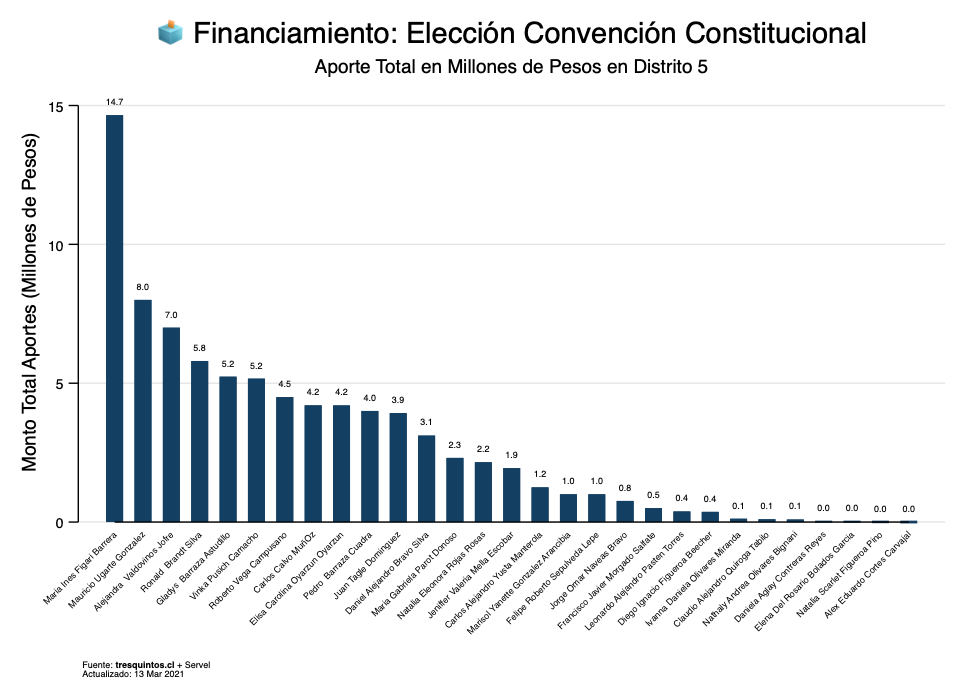 Financiamiento: Elección Convención Constitucional
Aporte Total en Millones de Pesos en Distrito 5
Monto Total Aportes (Millones de Pesos)
15
10
5
0
14.7
8.0
7.0
5.8
5.2
5.2
4.5
4.2
4.2
4.0
3.9
3.1
2.3
2.2
1.9
1.2
1.0
1.0
0.8
0.5
0.4
0.4
0.1
0.1
0.1
0.0
0.0
0.0
0.0
Maria Ines Figari Barrera
Mauricio Ugarte Gonzalez
Alejandra Valdovinos Jofre
Ronald Brandt Silva
Gladys Barraza Astudillo
Vinka Pusich Camacho
Roberto Vega Campusano
Carlos Calvo MuñOz
Elisa Carolina Oyarzun Oyarzun
Pedro Barraza Cuadra
Juan Tagle Dominguez
Daniel Alejandro Bravo Silva
Maria Gabriela Parot Donoso
Natalia Eleonora Rojas Rosas
Jeniffer Valeria Mella Escobar
Carlos Alejandro Yusta Manterola
Marisol Yanette Gonzalez Arancibia
Felipe Roberto Sepulveda Lepe
Jorge Omar Naveas Bravo
Francisco Javier Morgado Salfate
Leonardo Alejandro Pasten Torres
Diego Ignacio Figueroa Beecher
Ivanna Daniela Olivares Miranda
Claudio Alejandro Quiroga Tabilo
Nathaly Andrea Olivares Bignani
Daniela Aglay Contreras Reyes
Elena Del Rosario Bolados Garcia
Natalia Scarlet Figueroa Pino
Alex Eduardo Cortes Carvajal
Fuente: tresquintos.cl + Servel
Actualizado: 13 Mar 2021